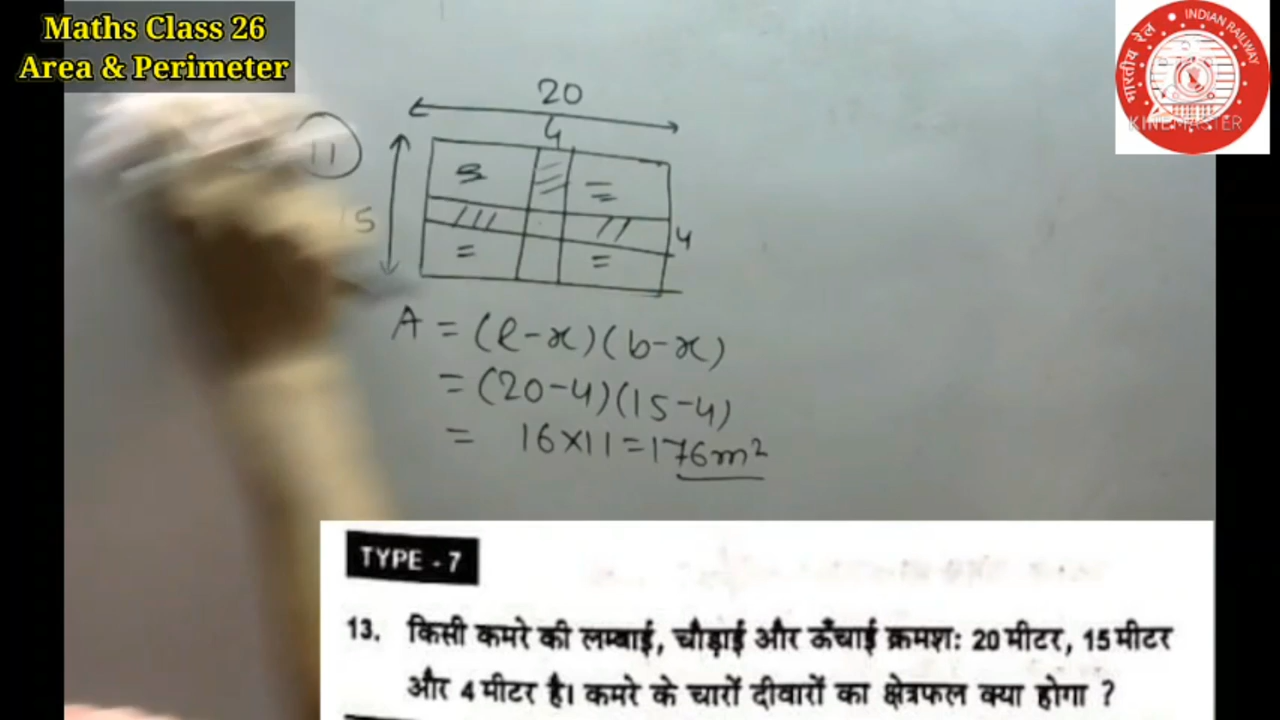 Maths Class 26
Area & Perimeter
INDIAN RAILWAY
भारतीय रेल
KINEMASTER
20
4
11
15
4
A = (l-x)(b-x)
= (20-4)(15-4)
= 16×11=176m²
TYPE - 7
13. किसी कमरे की लम्बाई, चौड़ाई और ऊँचाई क्रमशः 20 मीटर, 15 मीटर
और 4 मीटर है। कमरे के चारों दीवारों का क्षेत्रफल क्या होगा ?